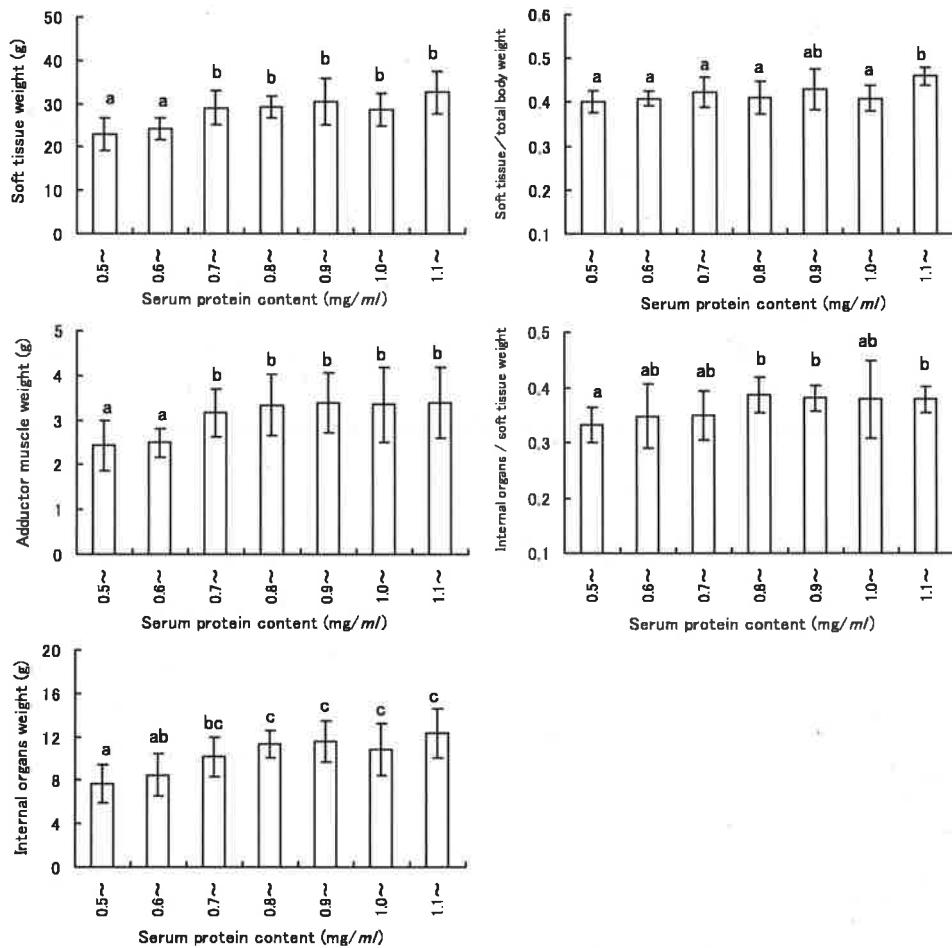 Soft tissue weight (g)
50
40
30
20
10
0
a
a
b
b
b
b
b
0.5~
0.6~
0.7~
0.8~
0.9~
1.0~
1.1~
Serum protein content (mg/ml)
Soft tissue/total body weight
0.6
0.5
0.4
0.3
0.2
0.1
a
a
a
a
ab
a
b
0.5~
0.6~
0.7~
0.8~
0.9~
1.0~
1.1~
Serum protein content (mg/ml)
Adductor muscle weight (g)
5
4
3
2
1
0
a
a
b
b
b
b
b
0.5~
0.6~
0.7~
0.8~
0.9~
1.0~
1.1~
Serum protein content (mg/ml)
Internal organs / soft tissue weight
0.5
0.4
0.3
0.2
0.1
a
ab
ab
b
b
ab
b
0.5~
0.6~
0.7~
0.8~
0.9~
1.0~
1.1~
Serum protein content (mg/ml)
Internal organs weight (g)
20
16
12
8
4
0
a
ab
bc
c
c
c
c
0.5~
0.6~
0.7~
0.8~
0.9~
1.0~
1.1~
Serum protein content (mg/ml)